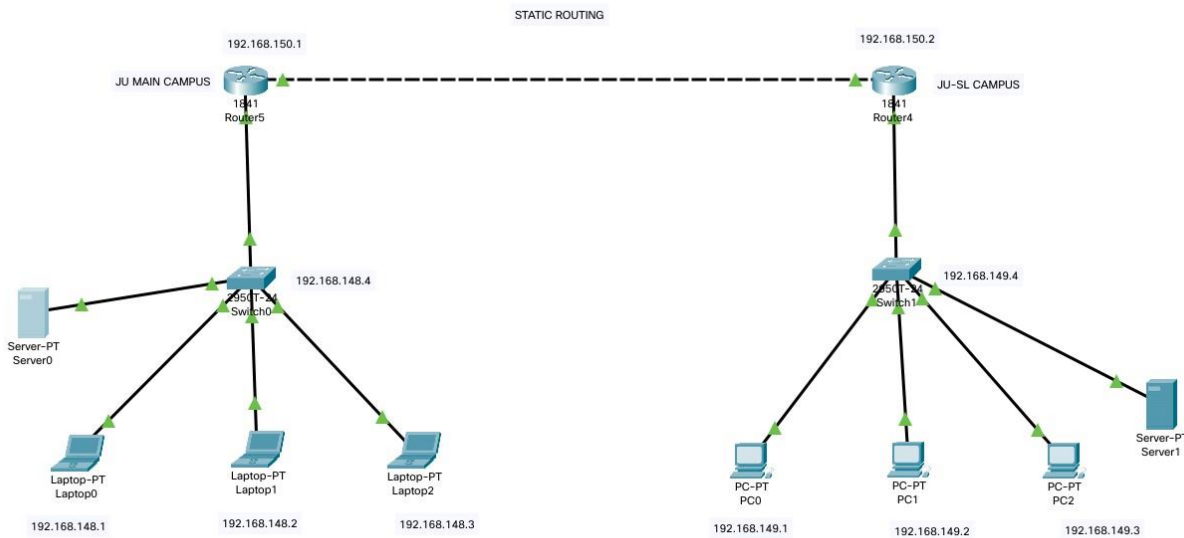 STATIC ROUTING
192.168.150.1
192.168.150.2
JU MAIN CAMPUS
1841
Router5
1841
Router4
JU-SL CAMPUS
192.168.148.4
2950T-24
Switch0
192.168.149.4
2950T-24
Switch1
Server-PT
Server0
Server-PT
Server1
Laptop-PT
Laptop0
Laptop-PT
Laptop1
Laptop-PT
Laptop2
PC-PT
PC0
PC-PT
PC1
PC-PT
PC2
192.168.148.1
192.168.148.2
192.168.148.3
192.168.149.1
192.168.149.2
192.168.149.3